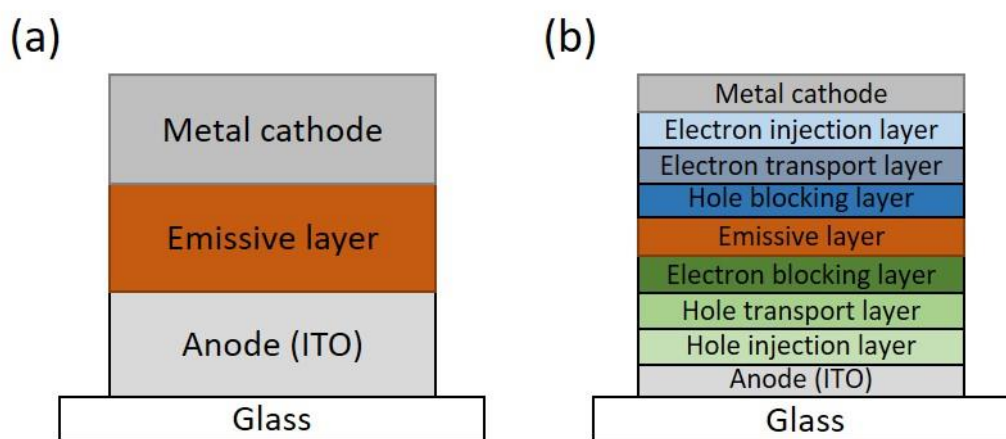 (a)
Metal cathode
Emissive layer
Anode (ITO)
Glass
(b)
Metal cathode
Electron injection layer
Electron transport layer
Hole blocking layer
Emissive layer
Electron blocking layer
Hole transport layer
Hole injection layer
Anode (ITO)
Glass